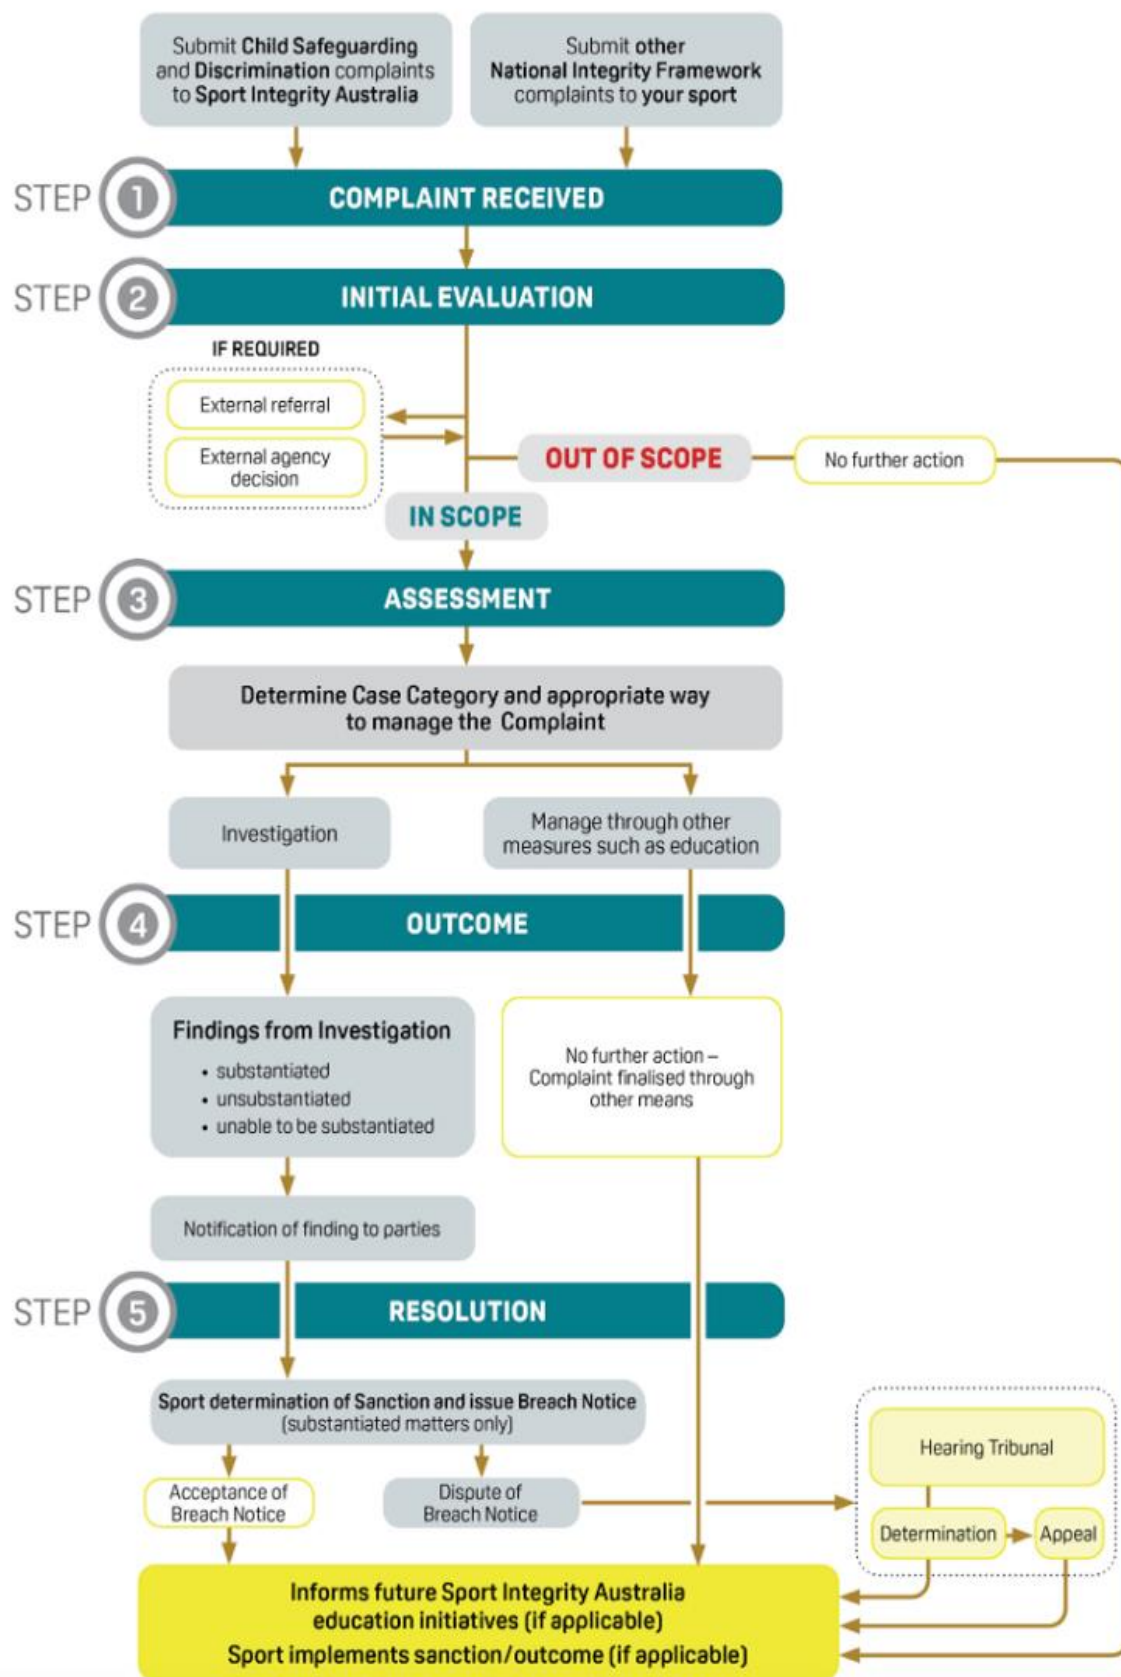 Submit Child Safeguarding
and Discrimination complaints
to Sport Integrity Australia
Submit other
National Integrity Framework
complaints to your sport
STEP 1
COMPLAINT RECEIVED
STEP 2
INITIAL EVALUATION
IF REQUIRED
External referral
External agency
decision
OUT OF SCOPE
No further action
IN SCOPE
STEP 3
ASSESSMENT
Determine Case Category and appropriate way
to manage the Complaint
Investigation
Manage through other
measures such as education
STEP 4
OUTCOME
Findings from Investigation
• substantiated
• unsubstantiated
• unable to be substantiated
No further action –
Complaint finalised through
other means
Notification of finding to parties
STEP 5
RESOLUTION
Sport determination of Sanction and issue Breach Notice
(substantiated matters only)
Acceptance of
Breach Notice
Dispute of
Breach Notice
Hearing Tribunal
Determination
Appeal
Informs future Sport Integrity Australia
education initiatives (if applicable)
Sport implements sanction/outcome (if applicable)